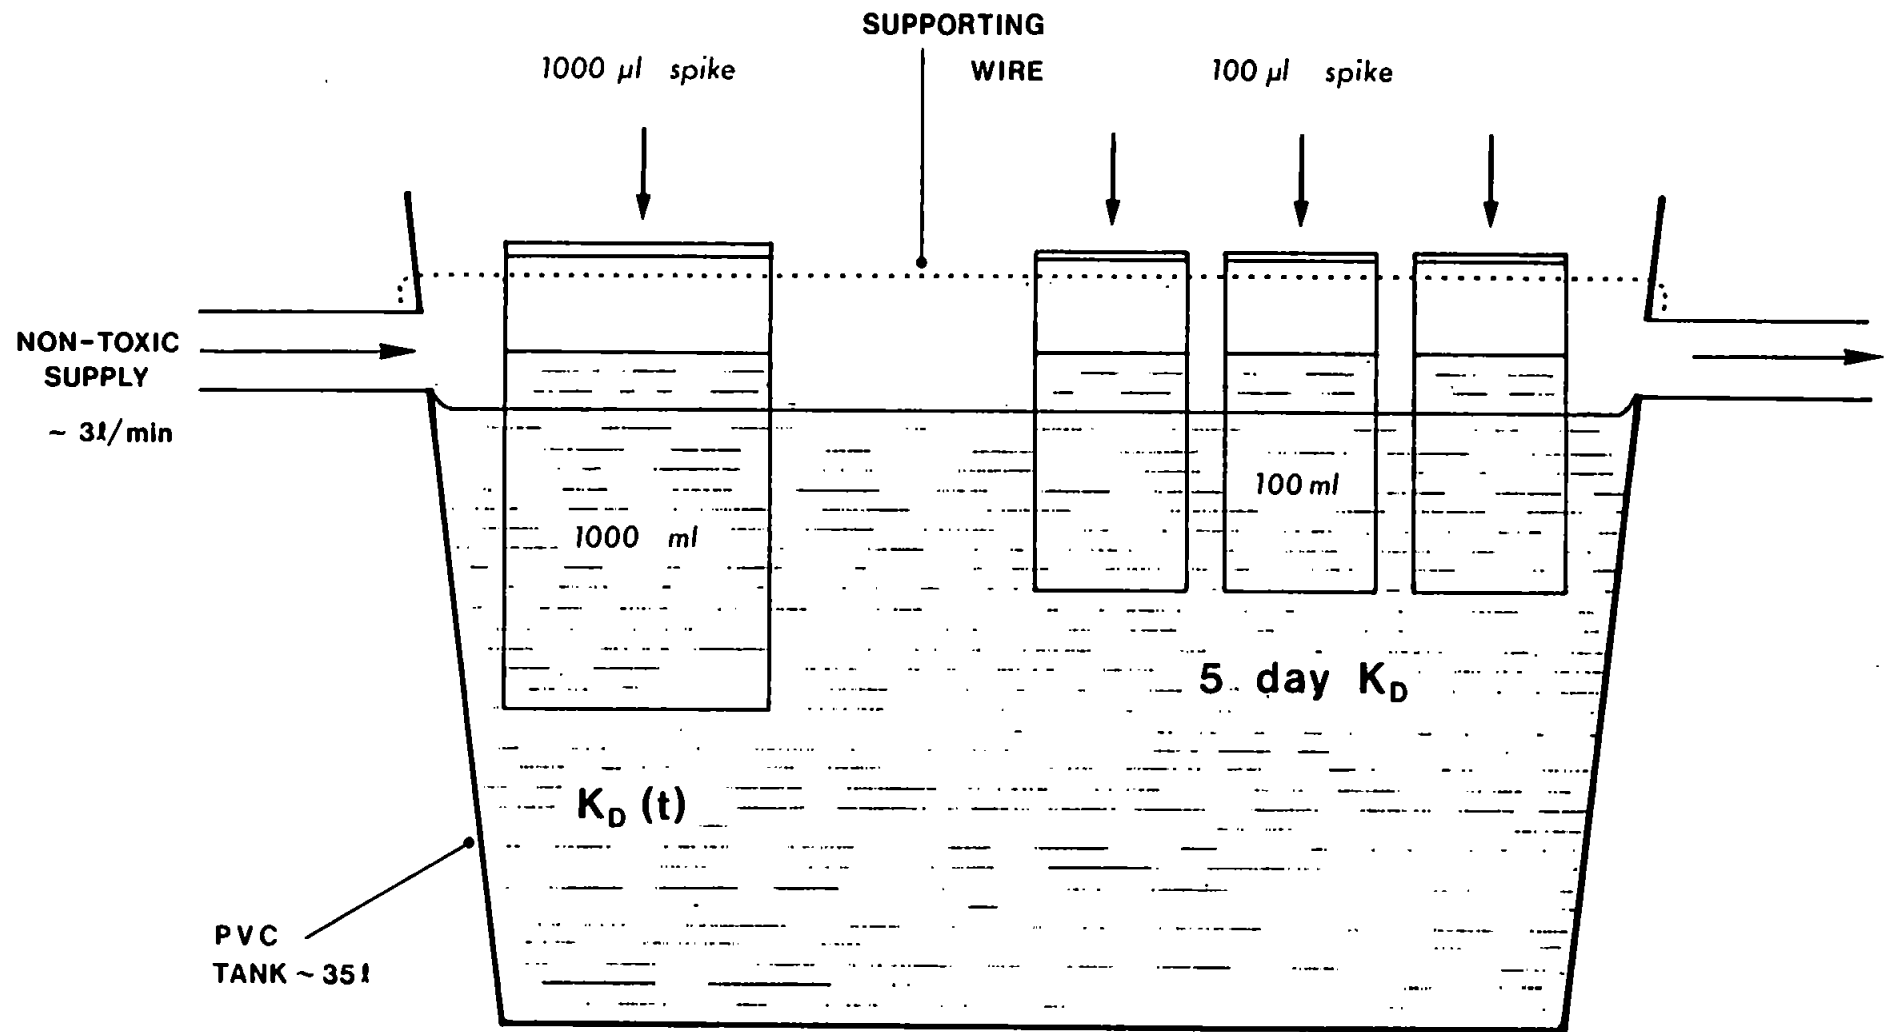 SUPPORTING
WIRE
1000 µl spike
100 µl spike
NON-TOXIC
SUPPLY
~ 3l/min
100 ml
1000 ml
5 day K_D
K_D (t)
PVC
TANK ~ 35l